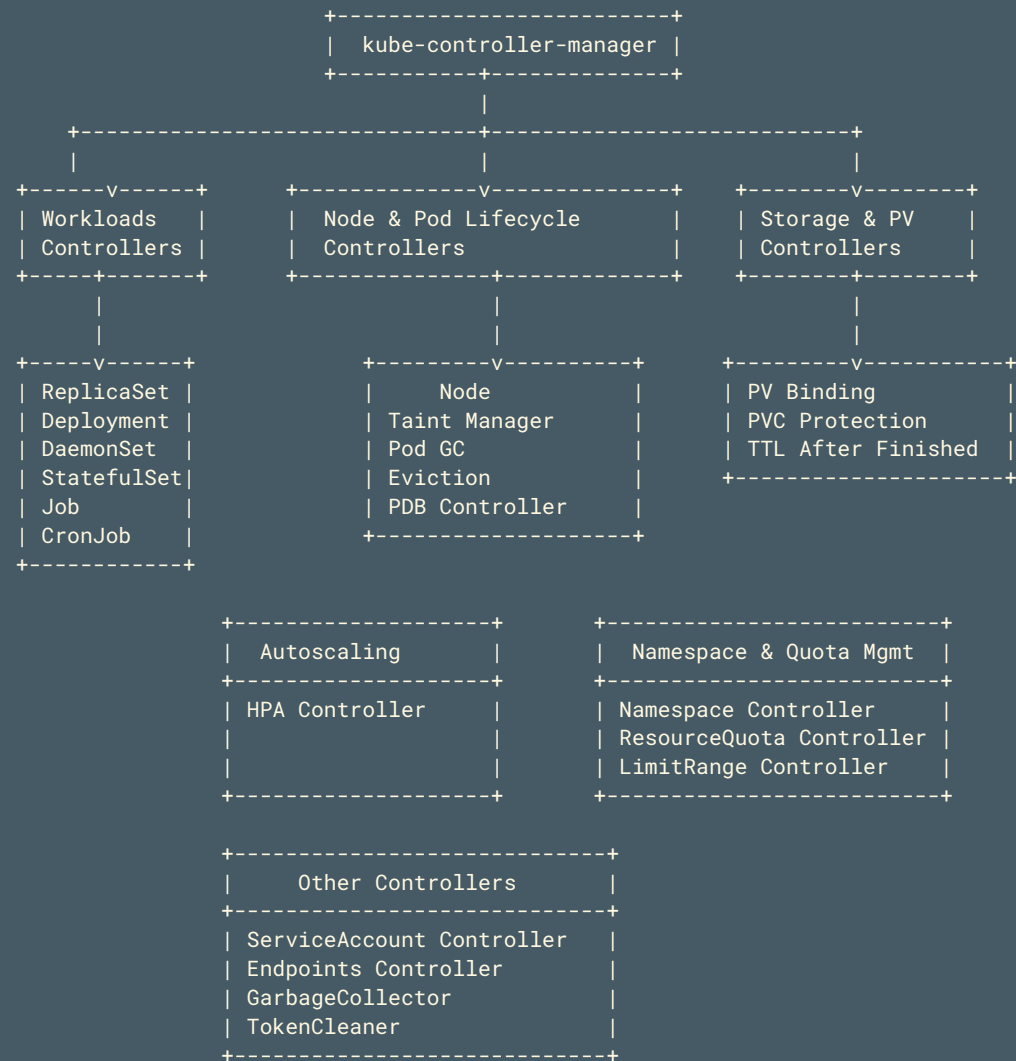 kube-controller-manager
Workloads
Controllers
Node & Pod Lifecycle
Controllers
Storage & PV
Controllers
ReplicaSet
Deployment
DaemonSet
StatefulSet
Job
CronJob
Node
Taint Manager
Pod GC
Eviction
PDB Controller
PV Binding
PVC Protection
TTL After Finished
Autoscaling
HPA Controller
Namespace & Quota Mgmt
Namespace Controller
ResourceQuota Controller
LimitRange Controller
Other Controllers
ServiceAccount Controller
Endpoints Controller
GarbageCollector
TokenCleaner